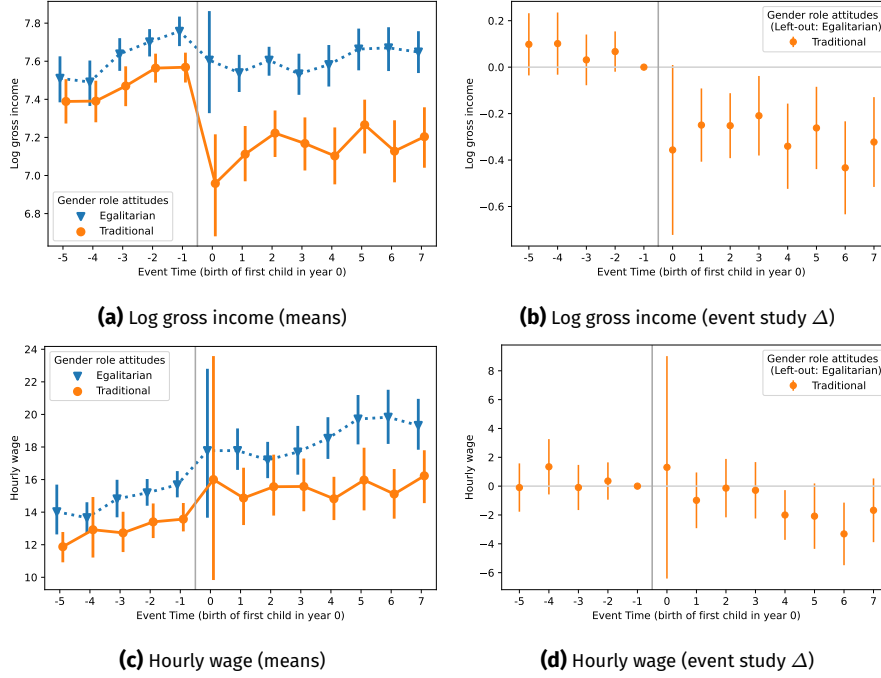 7.8
7.6
7.4
7.2
7.0
6.8
Log gross income
Gender role attitudes
Egalitarian
Traditional
-5 -4 -3 -2 -1 0 1 2 3 4 5 6 7
Event Time (birth of first child in year 0)
(a) Log gross income (means)
0.2
0.0
−0.2
−0.4
−0.6
Log gross income
Gender role attitudes
(Left-out: Egalitarian)
Traditional
-5 -4 -3 -2 -1 0 1 2 3 4 5 6 7
Event Time (birth of first child in year 0)
(b) Log gross income (event study Δ)
24
22
20
18
16
14
12
10
Hourly wage
Gender role attitudes
Egalitarian
Traditional
-5 -4 -3 -2 -1 0 1 2 3 4 5 6 7
Event Time (birth of first child in year 0)
(c) Hourly wage (means)
8
6
4
2
0
−2
−4
−6
Hourly wage
Gender role attitudes
(Left-out: Egalitarian)
Traditional
-5 -4 -3 -2 -1 0 1 2 3 4 5 6 7
Event Time (birth of first child in year 0)
(d) Hourly wage (event study Δ)